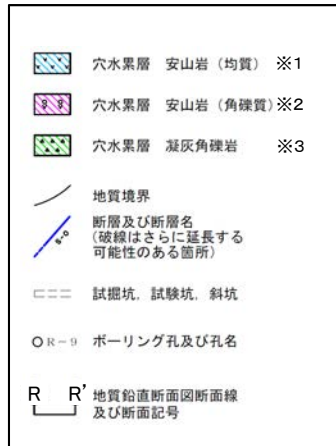 穴水累層 安山岩（均質） ※1
穴水累層 安山岩（角礫質）※2
穴水累層 凝灰角礫岩 ※3
地質境界
断層及び断層名
（破線はさらに延長する
可能性のある箇所）
S-9
試掘坑，試験坑，斜坑
R-9 ボーリング孔及び孔名
R R’ 地質鉛直断面図断面線
及び断面記号